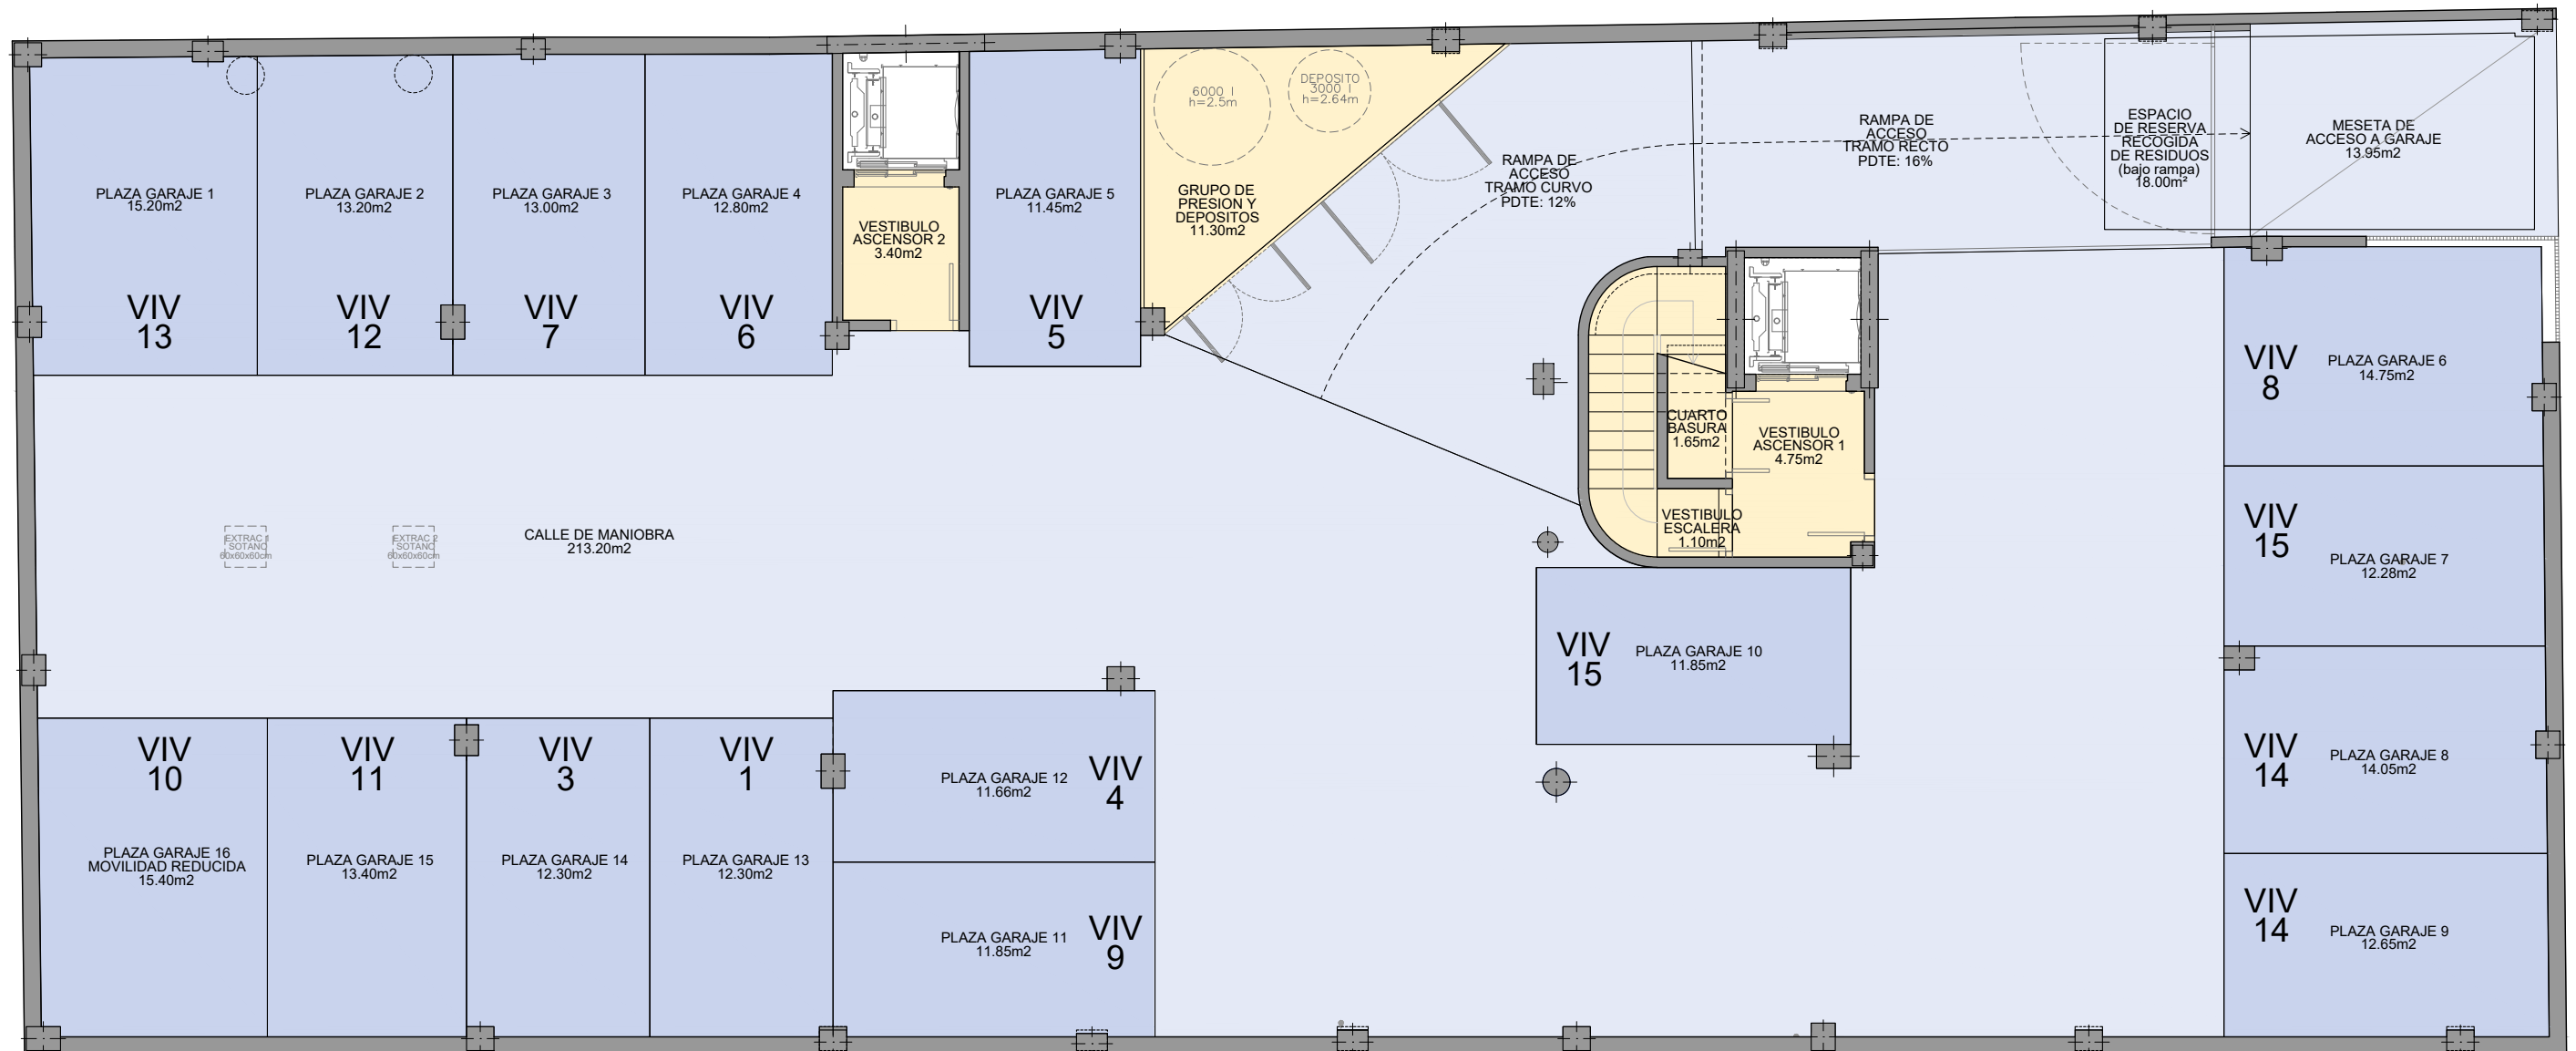 PLAZA GARAJE 1
15.20m2
VIV
13
PLAZA GARAJE 2
13.20m2
VIV
12
PLAZA GARAJE 3
13.00m2
VIV
7
PLAZA GARAJE 4
12.80m2
VIV
6
VESTIBULO
ASCENSOR 2
3.40m2
PLAZA GARAJE 5
11.45m2
VIV
5
6000 l
h=2.5m
DEPOSITO
3000 l
h=2.64m
GRUPO DE
PRESION Y
DEPOSITOS
11.30m2
RAMPA DE
ACCESO
TRAMO CURVO
PDTE: 12%
RAMPA DE
ACCESO
TRAMO RECTO
PDTE: 16%
ESPACIO
DE RESERVA
RECOGIDA
DE RESIDUOS
(bajo rampa)
18.00m²
MESETA DE
ACCESO A GARAJE
13.95m2
VIV
8
PLAZA GARAJE 6
14.75m2
CUARTO
BASURA
1.65m2
VESTIBULO
ASCENSOR 1
4.75m2
VESTIBULO
ESCALERA
1.10m2
EXTRAC 1
SOTANO
60x60x60cm
EXTRAC 2
SOTANO
60x60x60cm
CALLE DE MANIOBRA
213.20m2
VIV
15
PLAZA GARAJE 7
12.28m2
VIV
15
PLAZA GARAJE 10
11.85m2
VIV
10
PLAZA GARAJE 16
MOVILIDAD REDUCIDA
15.40m2
VIV
11
PLAZA GARAJE 15
13.40m2
VIV
3
PLAZA GARAJE 14
12.30m2
VIV
1
PLAZA GARAJE 13
12.30m2
PLAZA GARAJE 12
11.66m2
VIV
4
VIV
14
PLAZA GARAJE 8
14.05m2
PLAZA GARAJE 11
11.85m2
VIV
9
VIV
14
PLAZA GARAJE 9
12.65m2